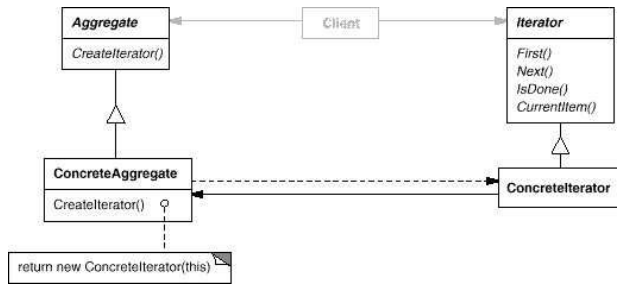 Aggregate
CreateIterator()
Client
Iterator
First()
Next()
IsDone()
CurrentItem()
ConcreteAggregate
CreateIterator()
ConcreteIterator
return new ConcreteIterator(this)